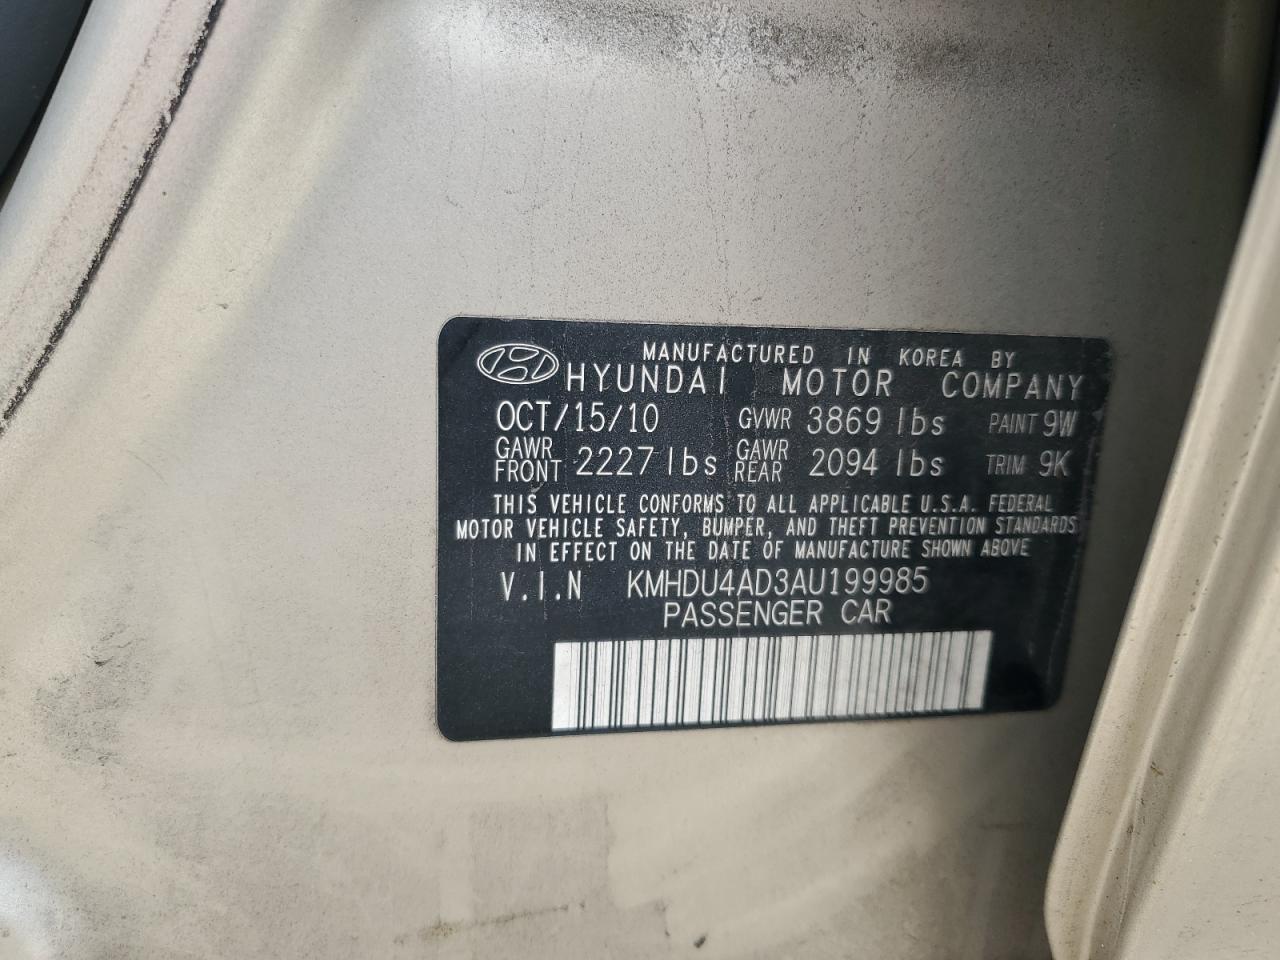 MANUFACTURED IN KOREA BY
HYUNDAI MOTOR COMPANY
OCT/15/10 GVWR 3869 lbs PAINT 9W
GAWR FRONT 2227 lbs GAWR REAR 2094 lbs TRIM 9K
THIS VEHICLE CONFORMS TO ALL APPLICABLE U.S.A. FEDERAL
MOTOR VEHICLE SAFETY, BUMPER, AND THEFT PREVENTION STANDARDS
IN EFFECT ON THE DATE OF MANUFACTURE SHOWN ABOVE
V.I.N KMHDU4AD3AU199985
PASSENGER CAR